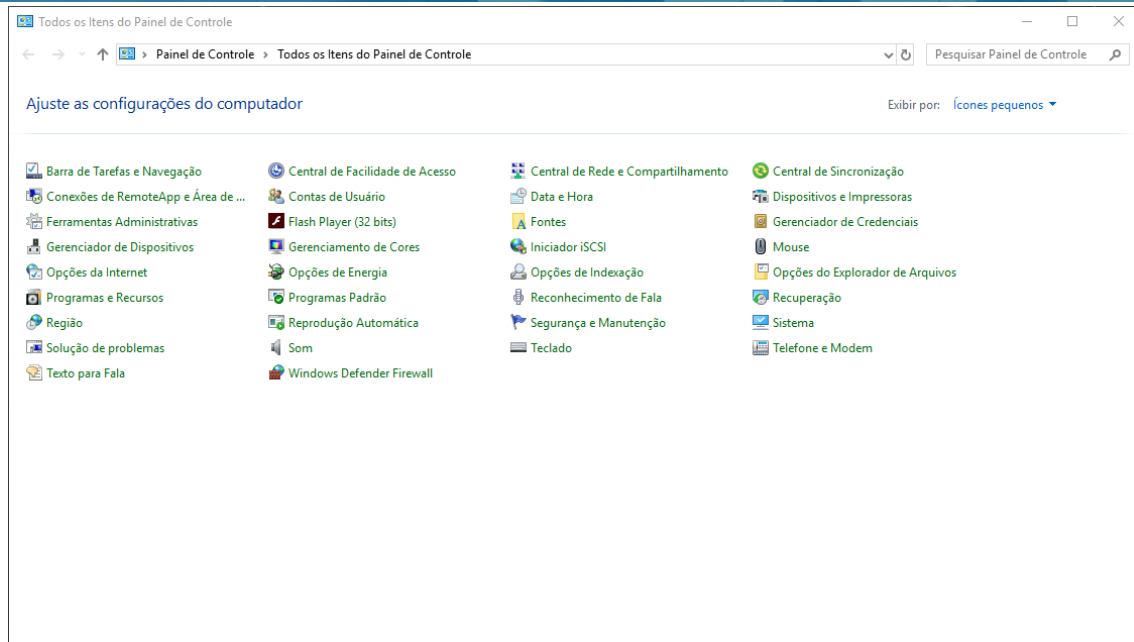 Todos os Itens do Painel de Controle
Painel de Controle > Todos os Itens do Painel de Controle
Pesquisar Painel de Controle
Ajuste as configurações do computador
Exibir por: Ícones pequenos
Barra de Tarefas e Navegação Central de Facilidade de Acesso Central de Rede e Compartilhamento Central de Sincronização
Conexões de RemoteApp e Área de ... Contas de Usuário Data e Hora Dispositivos e Impressoras
Ferramentas Administrativas Flash Player (32 bits) Fontes Gerenciador de Credenciais
Gerenciador de Dispositivos Gerenciamento de Cores Iniciador iSCSI Mouse
Opções da Internet Opções de Energia Opções de Indexação Opções do Explorador de Arquivos
Programas e Recursos Programas Padrão Reconhecimento de Fala Recuperação
Região Reprodução Automática Segurança e Manutenção Sistema
Solução de problemas Som Teclado Telefone e Modem
Texto para Fala Windows Defender Firewall